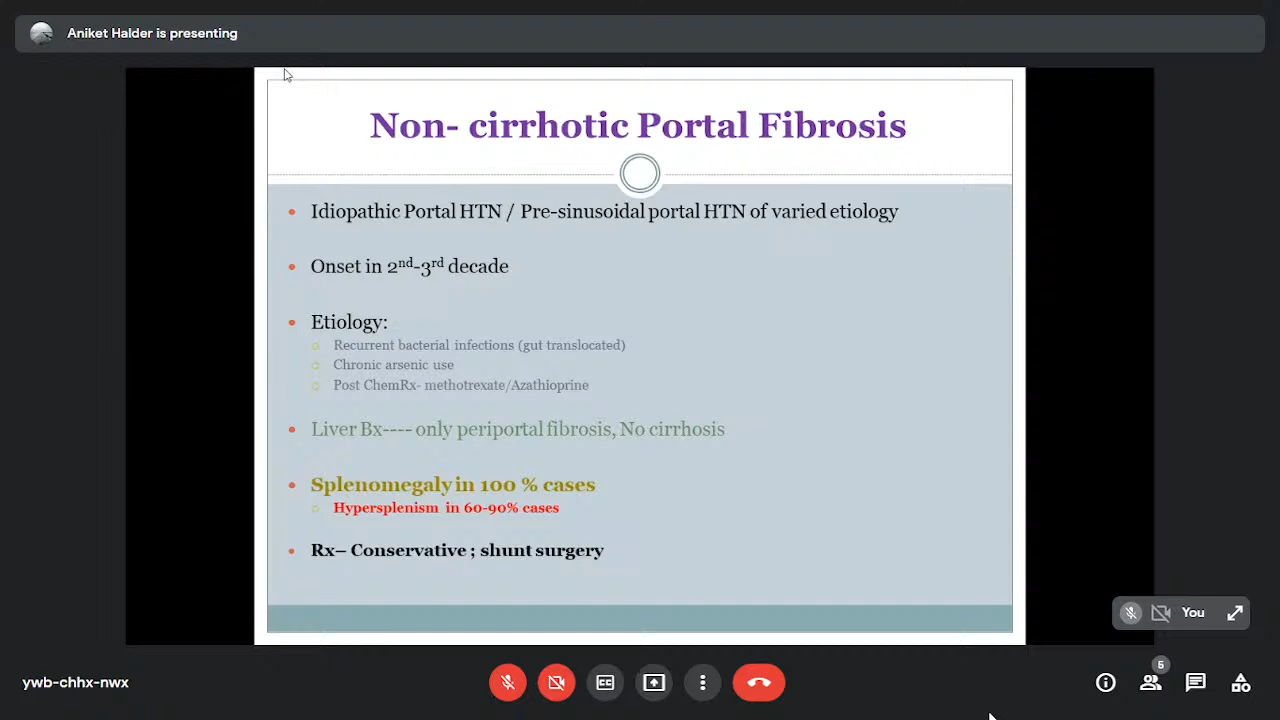 Aniket Halder is presenting
Non- cirrhotic Portal Fibrosis
Idiopathic Portal HTN / Pre-sinusoidal portal HTN of varied etiology
Onset in 2nd-3rd decade
Etiology:
Recurrent bacterial infections (gut translocated)
Chronic arsenic use
Post ChemRx- methotrexate/Azathioprine
Liver Bx---- only periportal fibrosis, No cirrhosis
Splenomegaly in 100 % cases
Hypersplenism in 60-90% cases
Rx– Conservative ; shunt surgery
You
ywb-chhx-nwx
CC
5